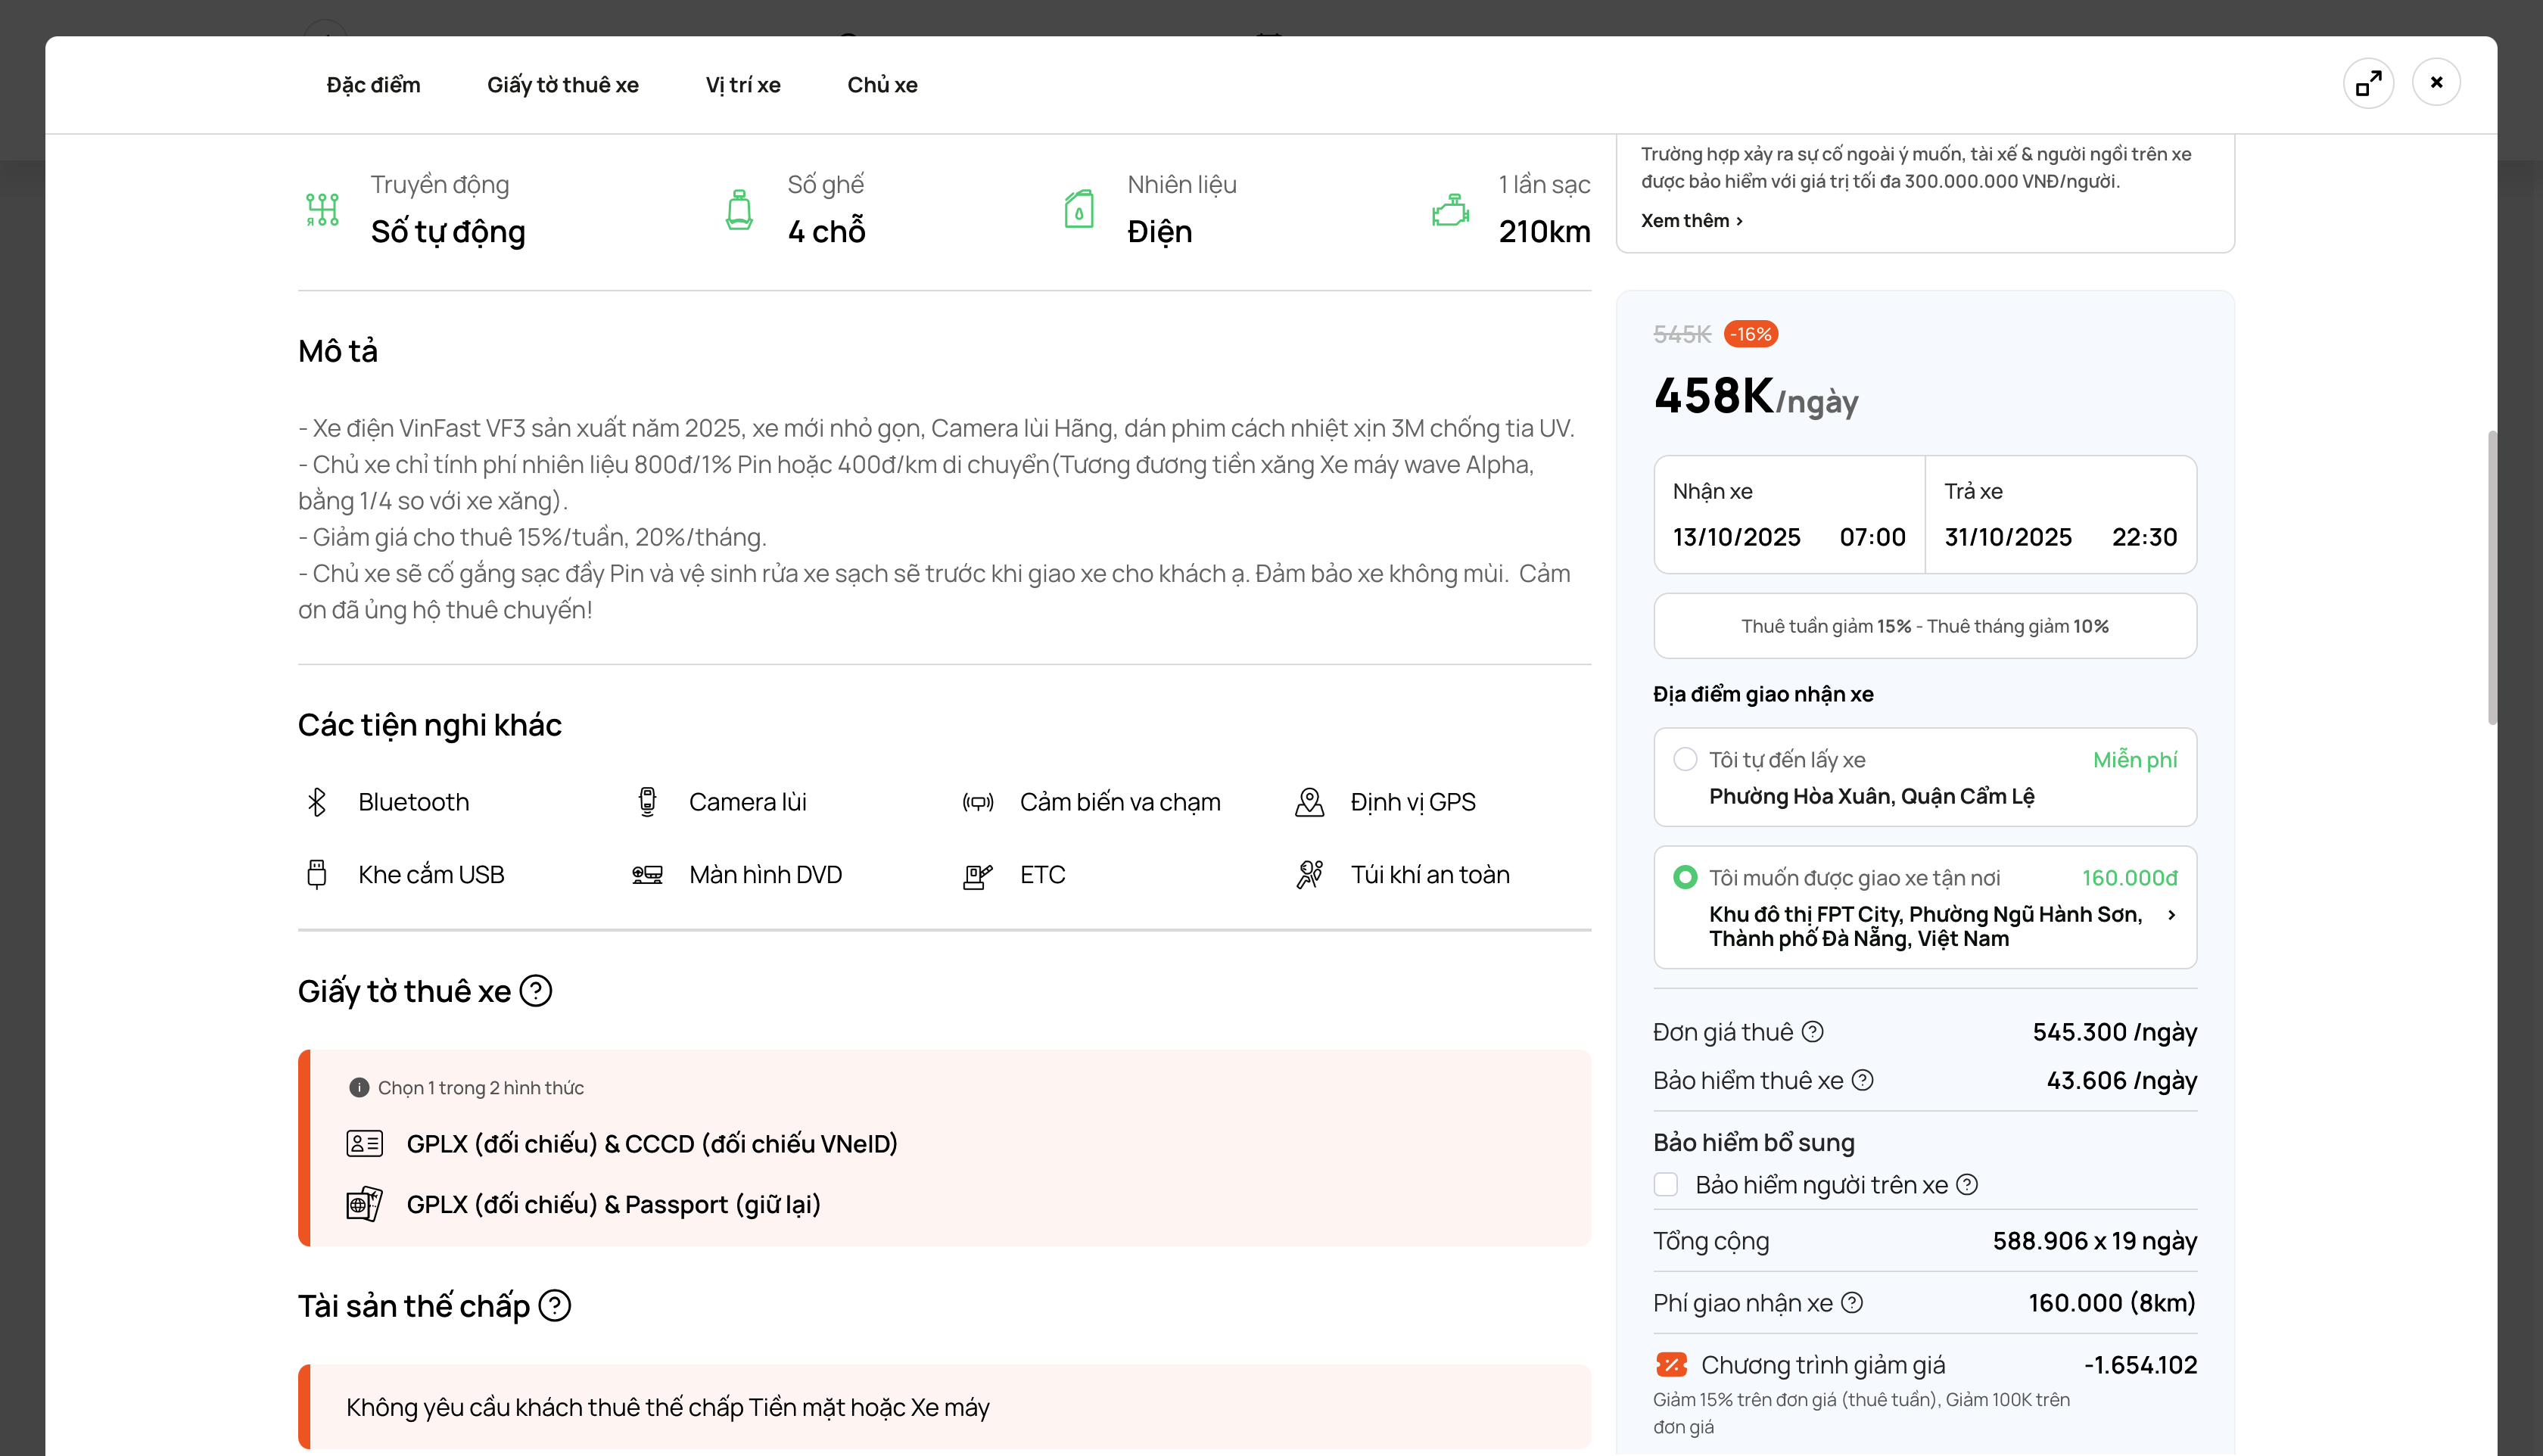 Đặc điểm
Giấy tờ thuê xe
Vị trí xe
Chủ xe
Truyền động
Số tự động
Số ghế
4 chỗ
Nhiên liệu
Điện
1 lần sạc
210km
Mô tả
- Xe điện VinFast VF3 sản xuất năm 2025, xe mới nhỏ gọn, Camera lùi Hãng, dán phim cách nhiệt xịn 3M chống tia UV.
- Chủ xe chỉ tính phí nhiên liệu 800đ/1% Pin hoặc 400đ/km di chuyển(Tương đương tiền xăng Xe máy wave Alpha,
bằng 1/4 so với xe xăng).
- Giảm giá cho thuê 15%/tuần, 20%/tháng.
- Chủ xe sẽ cố gắng sạc đầy Pin và vệ sinh rửa xe sạch sẽ trước khi giao xe cho khách ạ. Đảm bảo xe không mùi.  Cảm
ơn đã ủng hộ thuê chuyến!
Các tiện nghi khác
Bluetooth
Camera lùi
Cảm biến va chạm
Định vị GPS
Khe cắm USB
Màn hình DVD
ETC
Túi khí an toàn
Giấy tờ thuê xe
Chọn 1 trong 2 hình thức
GPLX (đối chiếu) & CCCD (đối chiếu VNeID)
GPLX (đối chiếu) & Passport (giữ lại)
Tài sản thế chấp
Không yêu cầu khách thuê thế chấp Tiền mặt hoặc Xe máy
Trường hợp xảy ra sự cố ngoài ý muốn, tài xế & người ngồi trên xe
được bảo hiểm với giá trị tối đa 300.000.000 VNĐ/người.
Xem thêm >
545K -16%
458K/ngày
Nhận xe
13/10/2025 07:00
Trả xe
31/10/2025 22:30
Thuê tuần giảm 15% - Thuê tháng giảm 10%
Địa điểm giao nhận xe
Tôi tự đến lấy xe Miễn phí
Phường Hòa Xuân, Quận Cẩm Lệ
Tôi muốn được giao xe tận nơi 160.000đ
Khu đô thị FPT City, Phường Ngũ Hành Sơn,
Thành phố Đà Nẵng, Việt Nam
Đơn giá thuê 545.300 /ngày
Bảo hiểm thuê xe 43.606 /ngày
Bảo hiểm bổ sung
Bảo hiểm người trên xe
Tổng cộng 588.906 x 19 ngày
Phí giao nhận xe 160.000 (8km)
Chương trình giảm giá -1.654.102
Giảm 15% trên đơn giá (thuê tuần), Giảm 100K trên
đơn giá